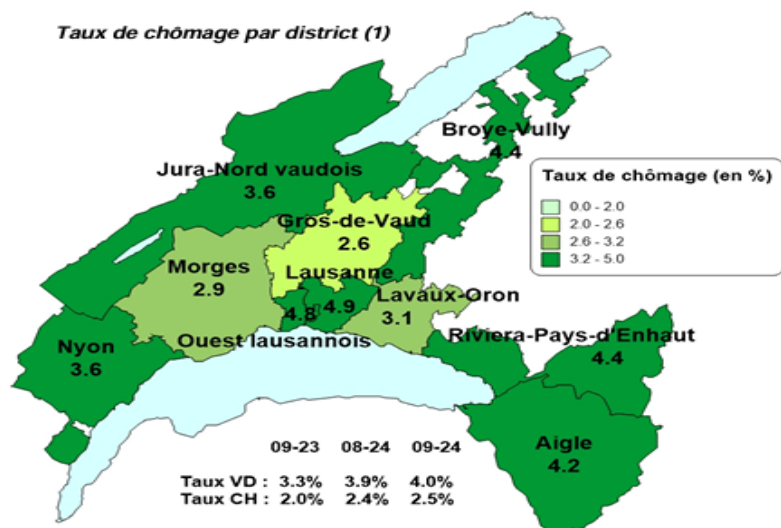 Taux de chômage par district (1)
Broye-Vully
4.4
Jura-Nord vaudois
3.6
Taux de chômage (en %)
0.0 - 2.0
2.0 - 2.6
2.6 - 3.2
3.2 - 5.0
Gros-de-Vaud
2.6
Morges
2.9
Lausanne
4.9
4.8
Lavaux-Oron
3.1
Ouest lausannois
Riviera-Pays-d'Enhaut
4.4
Nyon
3.6
Aigle
4.2
09-23 08-24 09-24
Taux VD : 3.3% 3.9% 4.0%
Taux CH : 2.0% 2.4% 2.5%